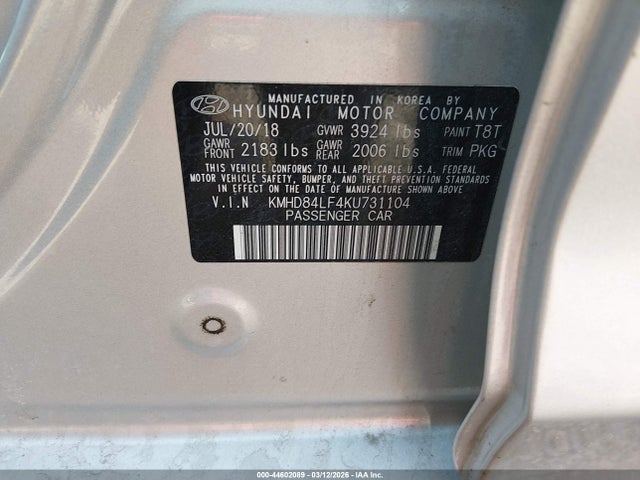 MANUFACTURED IN KOREA BY
HYUNDAI MOTOR COMPANY
JUL/20/18 GVWR 3924 lbs PAINT T8T
GAWR FRONT 2183 lbs GAWR REAR 2006 lbs TRIM PKG
THIS VEHICLE CONFORMS TO ALL APPLICABLE U.S.A. FEDERAL
MOTOR VEHICLE SAFETY, BUMPER, AND THEFT PREVENTION STANDARDS
IN EFFECT ON THE DATE OF MANUFACTURE SHOWN ABOVE.
V.I.N KMHD84LF4KU731104
PASSENGER CAR
000-44602089 - 03/12/2026 - IAA Corp.